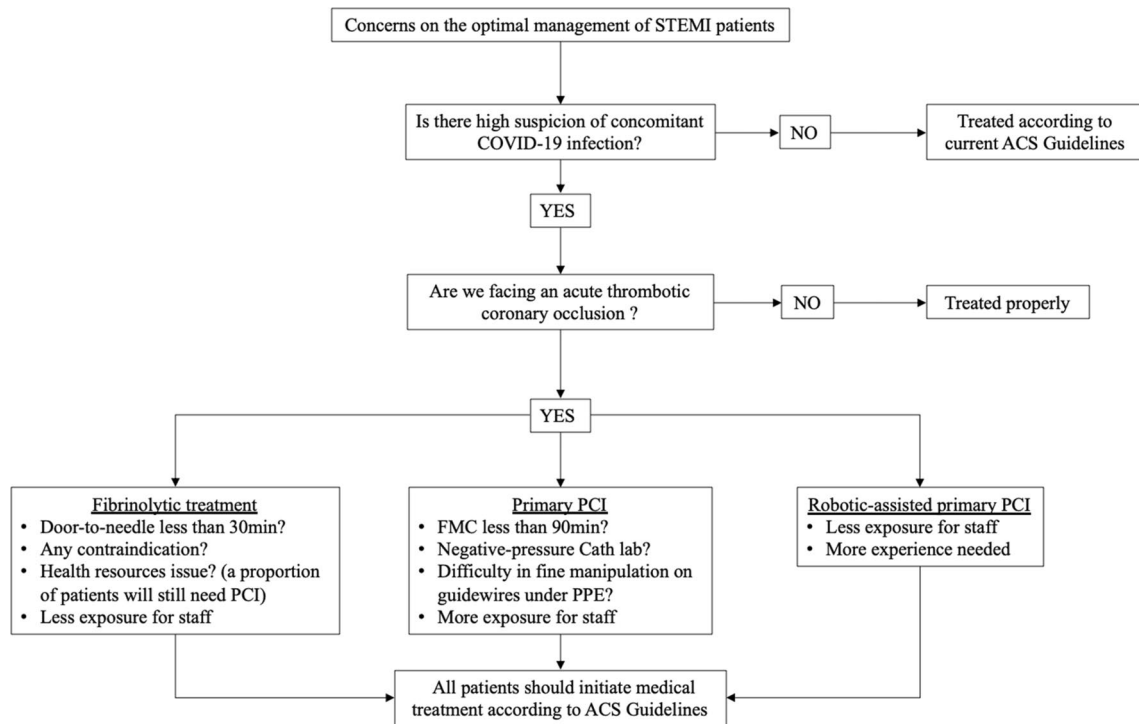 Concerns on the optimal management of STEMI patients
Is there high suspicion of concomitant
COVID-19 infection?
NO
Treated according to
current ACS Guidelines
YES
Are we facing an acute thrombotic
coronary occlusion ?
NO
Treated properly
YES
Fibrinolytic treatment
• Door-to-needle less than 30min?
• Any contraindication?
• Health resources issue? (a proportion
of patients will still need PCI)
• Less exposure for staff
Primary PCI
• FMC less than 90min?
• Negative-pressure Cath lab?
• Difficulty in fine manipulation on
guidewires under PPE?
• More exposure for staff
Robotic-assisted primary PCI
• Less exposure for staff
• More experience needed
All patients should initiate medical
treatment according to ACS Guidelines